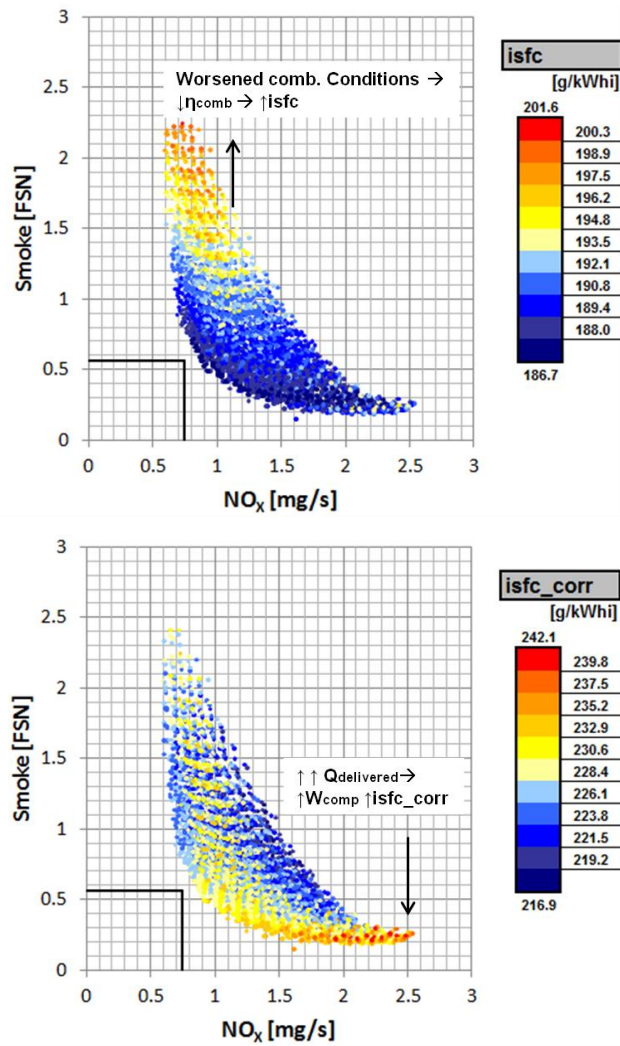 3
2.5
2
1.5
1
0.5
0
Smoke [FSN]
Worsened comb. Conditions →
↓ηcomb → ↑isfc
0 0.5 1 1.5 2 2.5 3
NOX [mg/s]
isfc
[g/kWhi]
201.6
200.3
198.9
197.5
196.2
194.8
193.5
192.1
190.8
189.4
188.0
186.7
3
2.5
2
1.5
1
0.5
0
Smoke [FSN]
↑ ↑ Qdelivered→
↑Wcomp ↑isfc_corr
0 0.5 1 1.5 2 2.5 3
NOX [mg/s]
isfc_corr
[g/kWhi]
242.1
239.8
237.5
235.2
232.9
230.6
228.4
226.1
223.8
221.5
219.2
216.9